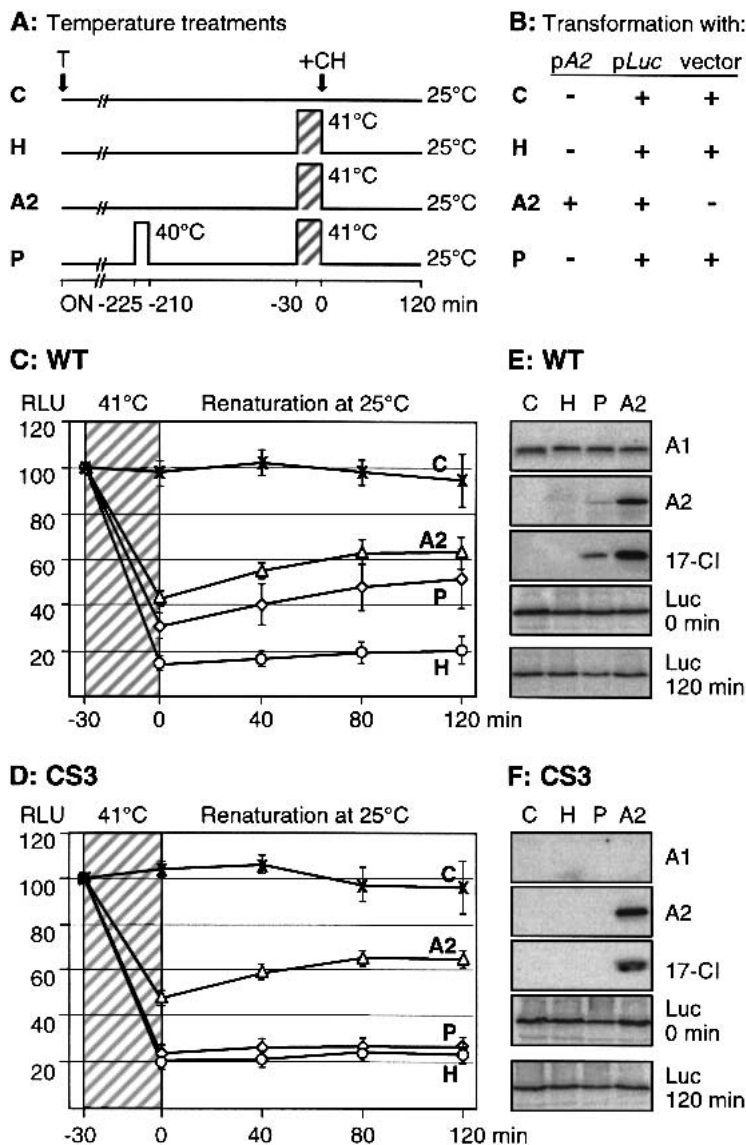 A: Temperature treatments
B: Transformation with:
T
+CH
pA2 pLuc vector
C 25°C
C - + +
41°C
H 25°C
H - + +
41°C
A2 25°C
A2 + + -
40°C 41°C
P 25°C
P - + +
ON -225 -210 -30 0 120 min
C: WT
RLU 41°C Renaturation at 25°C
120
100
80
60
40
20
C
A2
P
H
-30 0 40 80 120 min
E: WT
C H P A2
A1
A2
17-CI
Luc
0 min
Luc
120 min
D: CS3
RLU 41°C Renaturation at 25°C
120
100
80
60
40
20
C
A2
P
H
-30 0 40 80 120 min
F: CS3
C H P A2
A1
A2
17-CI
Luc
0 min
Luc
120 min